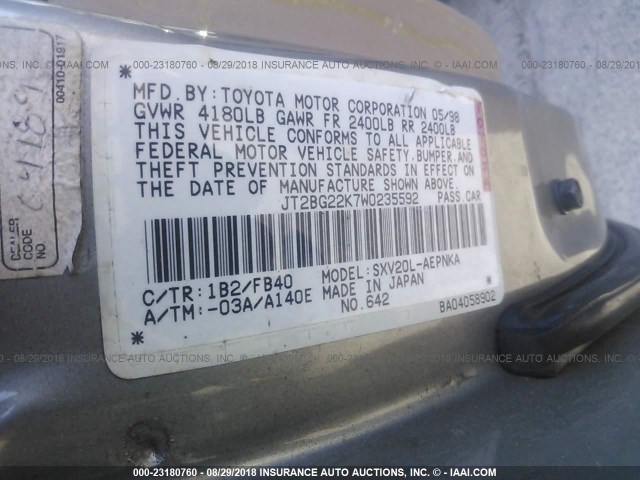 000-23180760 - 08/29/2018 INSURANCE AUTO AUCTIONS, INC. - IAAI.COM
00410-01917
DEALER
C4189
MFD. BY: TOYOTA MOTOR CORPORATION 05/98
GVWR 4180LB GAWR FR 2400LB RR 2400LB
THIS VEHICLE CONFORMS TO ALL APPLICABLE
FEDERAL MOTOR VEHICLE SAFETY, BUMPER, AND
THEFT PREVENTION STANDARDS IN EFFECT ON
THE DATE OF MANUFACTURE SHOWN ABOVE.
JT2BG22K7W0235592 PASS. CAR
C/TR: 1B2/FB40 MODEL: SXV20L-AEPNKA
A/TM: -03A/A140E MADE IN JAPAN
NO. 642 BA04058902
000-23180760 - 08/29/2018 INSURANCE AUTO AUCTIONS, INC. - IAAI.COM